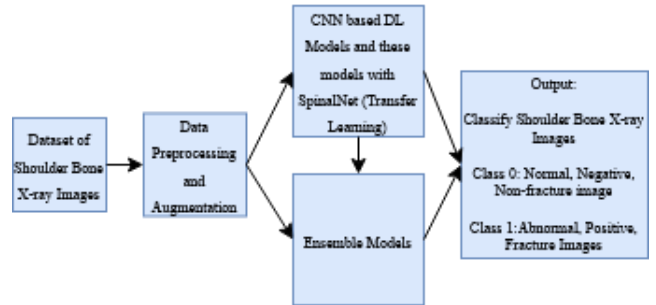 Dataset of
Shoulder Bone
X-ray Images
Data
Preprocessing
and
Augmentation
CNN based DL
Models and these
models with
SpinalNet (Transfer
Learning)
Ensemble Models
Output:
Classify Shoulder Bone X-ray
Images
Class 0: Normal, Negative,
Non-fracture image
Class 1:Abnormal, Positive,
Fracture Images